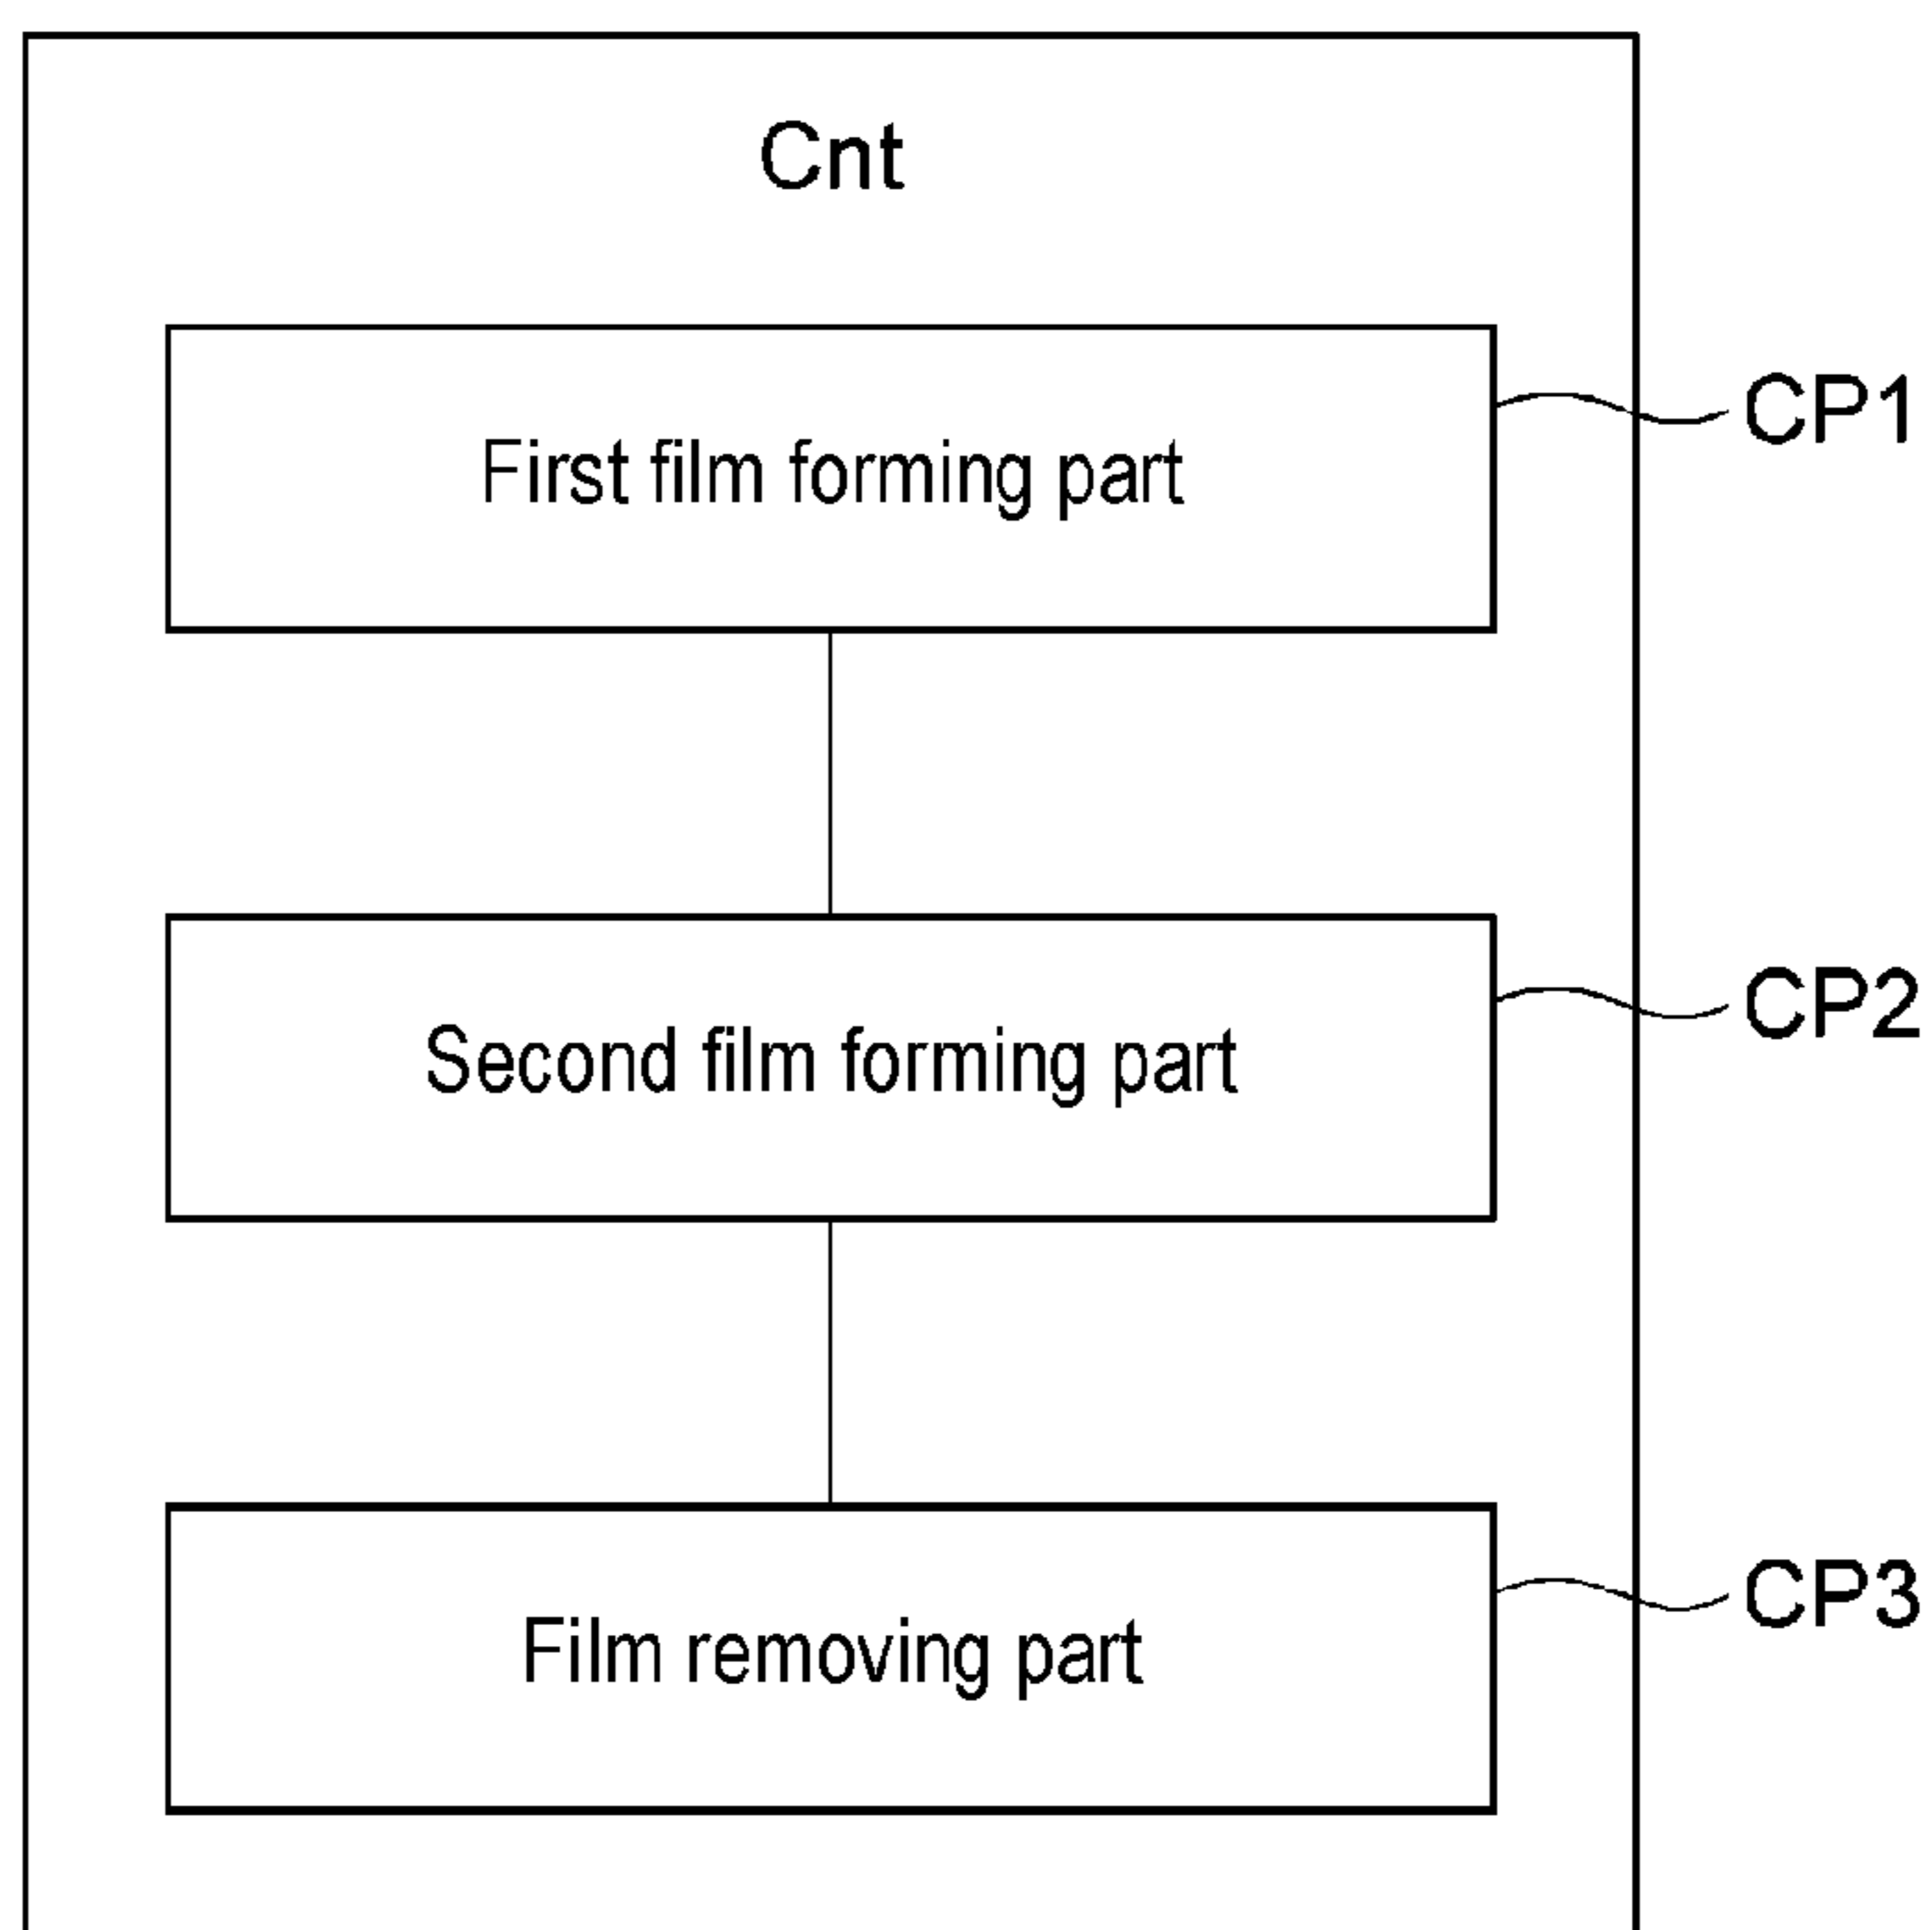 Cnt
First film forming part
CP1
Second film forming part
CP2
Film removing part
CP3